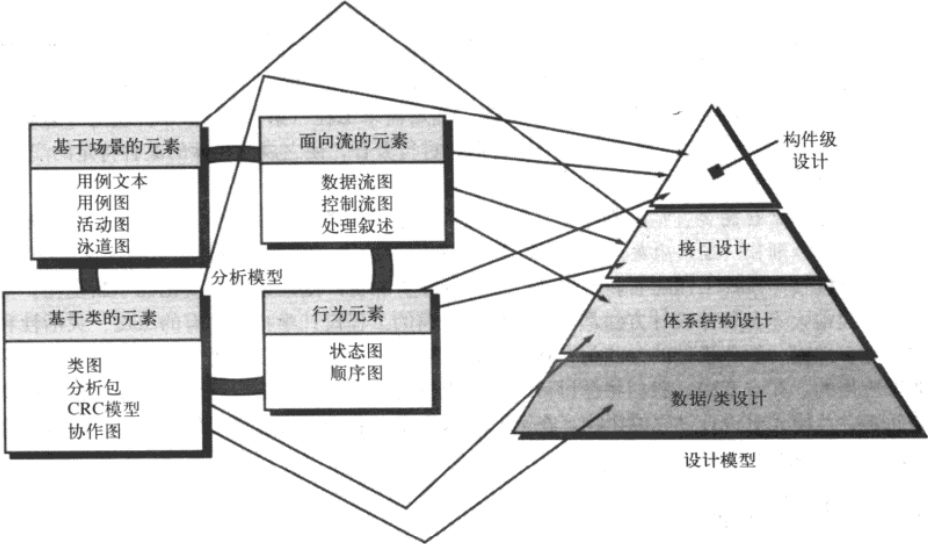 基于场景的元素
用例文本
用例图
活动图
泳道图
面向流的元素
数据流图
控制流图
处理叙述
分析模型
基于类的元素
类图
分析包
CRC模型
协作图
行为元素
状态图
顺序图
构件级
设计
接口设计
体系结构设计
数据/类设计
设计模型